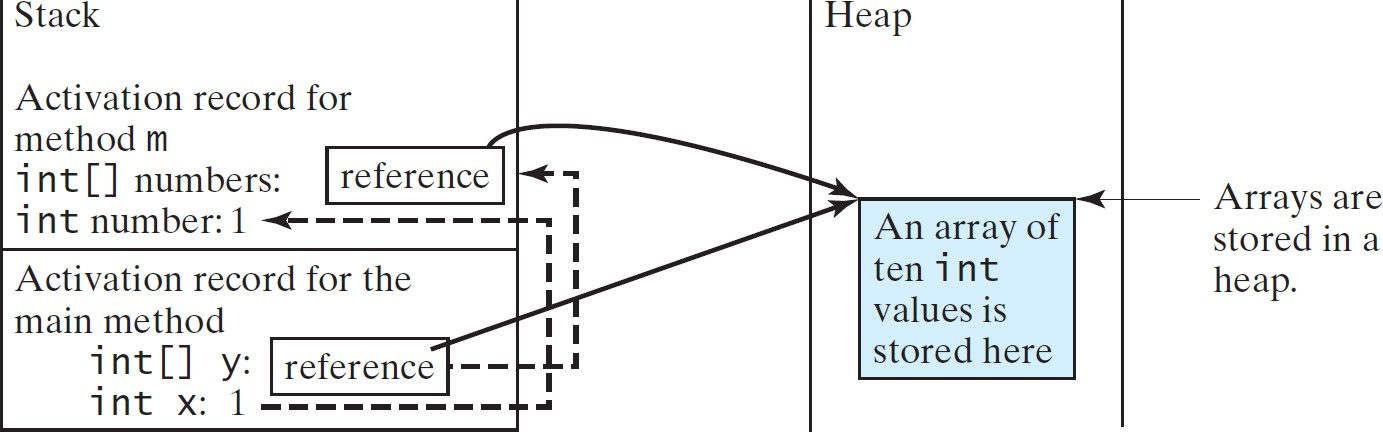 Stack
Heap
Activation record for
method m
int[] numbers:
reference
int number: 1
Activation record for the
main method
int[] y:
reference
int x: 1
An array of
ten int
values is
stored here
Arrays are
stored in a
heap.